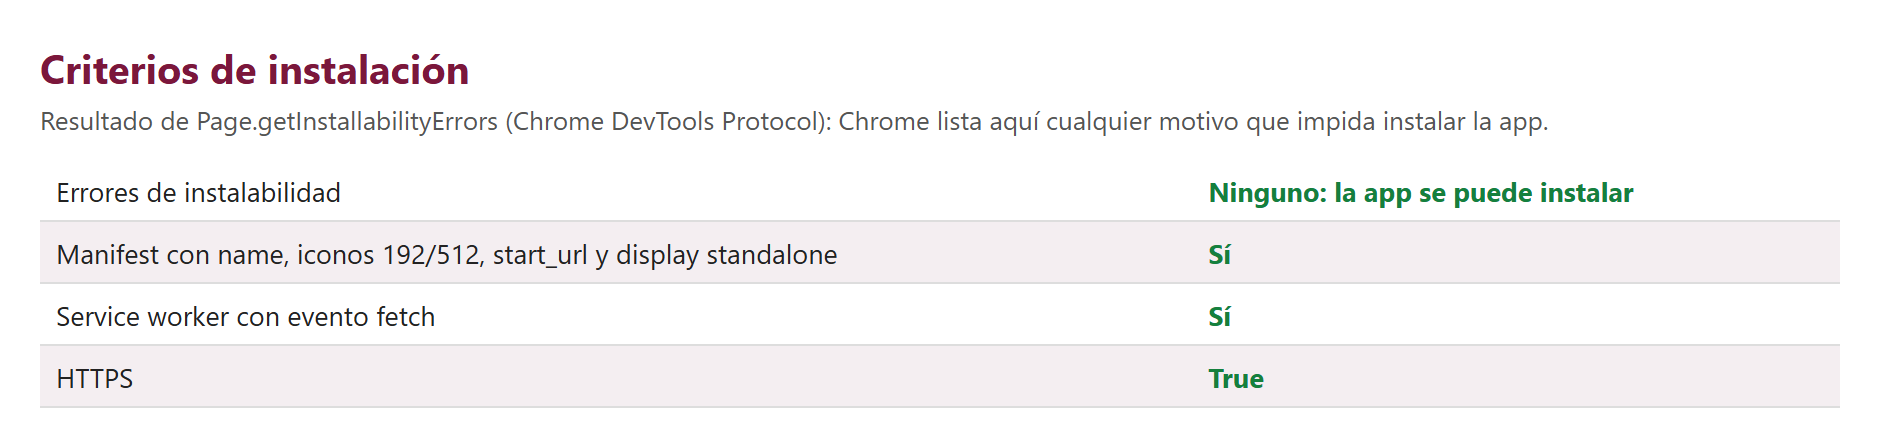 Criterios de instalación
Resultado de Page.getInstallabilityErrors (Chrome DevTools Protocol): Chrome lista aquí cualquier motivo que impida instalar la app.
Errores de instalabilidad Ninguno: la app se puede instalar
Manifest con name, iconos 192/512, start_url y display standalone Sí
Service worker con evento fetch Sí
HTTPS True